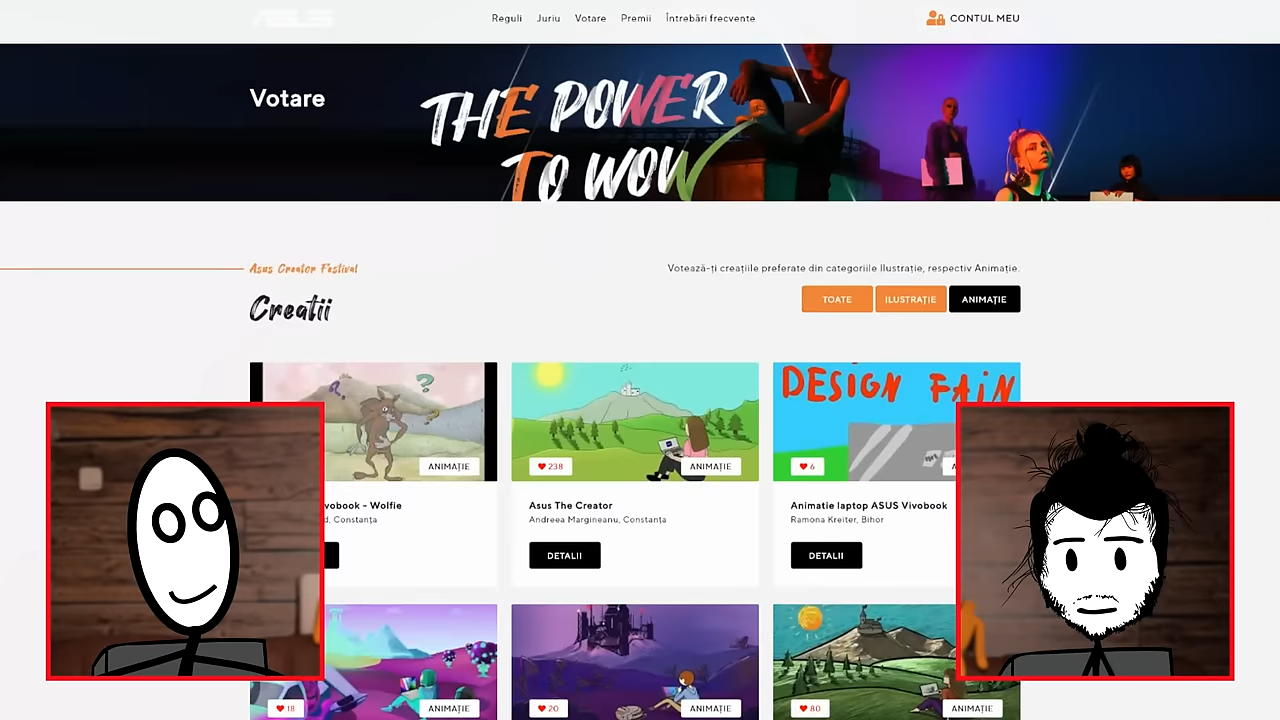 ASUS
Reguli Juriu Votare Premii Întrebări frecvente
CONTUL MEU
Votare
THE POWER
TO WOW
Asus Creator Festival
Votează-ți creațiile preferate din categoriile Ilustrație, respectiv Animație.
Creatii
TOATE ILUSTRAȚIE ANIMAȚIE
DESIGN
ANIMAȚIE
238 ANIMAȚIE
6
vobook - Wolfie
Constanța
Asus The Creator
Andreea Margineanu, Constanța
Animatie laptop ASUS Vivobook
Ramona Kreiter, Bihor
DETALII
DETALII
18 ANIMAȚIE
20 ANIMAȚIE
80 ANIMAȚIE